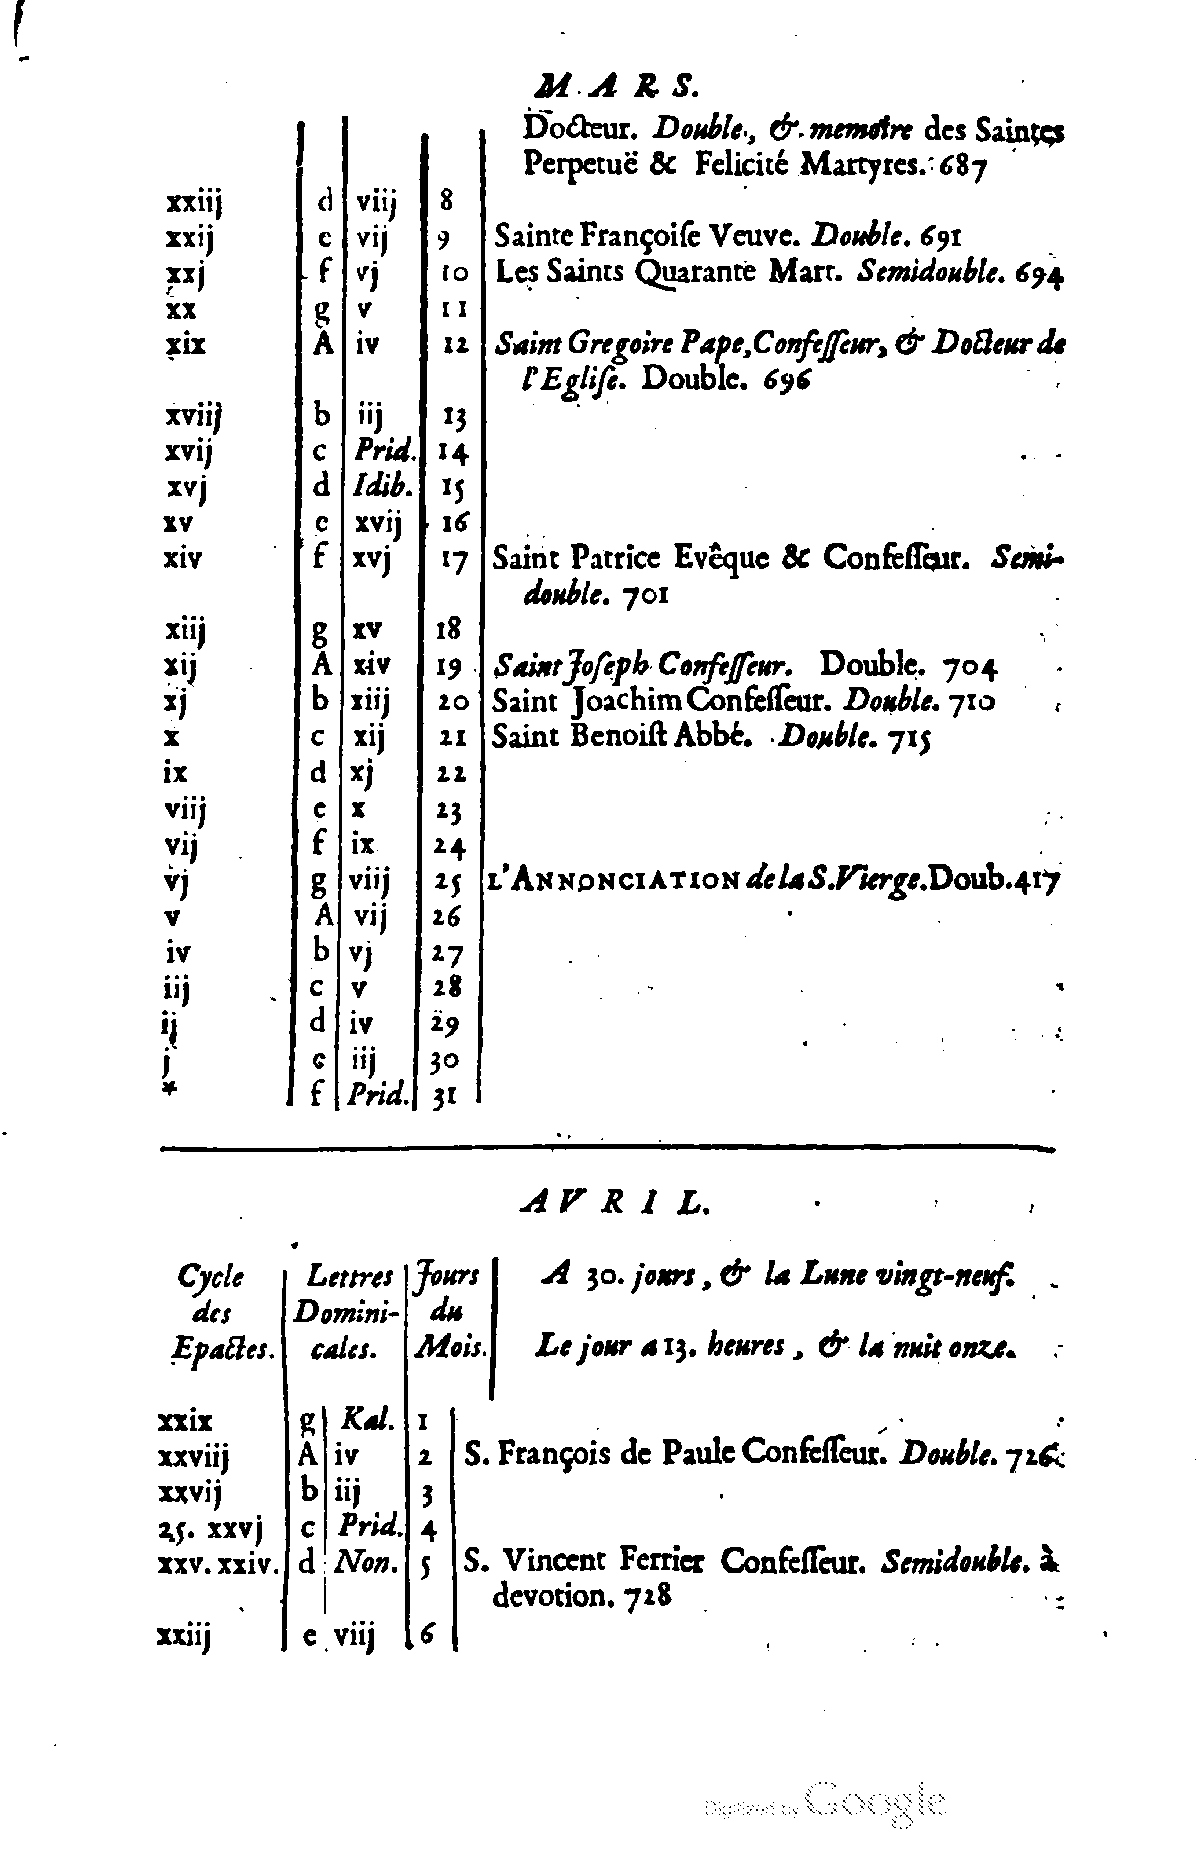 MARS.
Docteur. Double, & memoire des Saintes
Perpetuë & Felicité Martyres. 687
xxiij d viij 8
xxij e vij 9 Sainte Françoiſe Veuve. Double. 691
xxj f vj 10 Les Saints Quarante Mart. Semidouble. 694
xx g v 11
xix A iv 12 Saint Gregoire Pape, Confeſſeur, & Docteur de
l'Egliſe. Double. 696
xviij b iij 13
xvij c Prid. 14
xvj d Idib. 15
xv e xvij 16
xiv f xvj 17 Saint Patrice Evêque & Confeſſeur. Semi-
double. 701
xiij g xv 18
xij A xiv 19 Saint Joſeph Confeſſeur. Double. 704
xj b xiij 20 Saint Joachim Confeſſeur. Double. 710
x c xij 21 Saint Benoiſt Abbé. Double. 715
ix d xj 22
viij e x 23
vij f ix 24
vj g viij 25 L'ANNONCIATION de la S. Vierge. Doub. 417
v A vij 26
iv b vj 27
iij c v 28
ij d iv 29
j e iij 30
* f Prid. 31
AVRIL.
Cycle Lettres Jours A 30. jours, & la Lune vingt-neuf.
des Domini- du
Epactes. cales. Mois. Le jour a 13. heures, & la nuit onze.
xxix g Kal. 1
xxviij A iv 2 S. François de Paule Confeſſeur. Double. 726
xxvij b iij 3
25. xxvj c Prid. 4
xxv. xxiv. d Non. 5 S. Vincent Ferrier Confeſſeur. Semidouble. à
devotion. 728
xxiij e viij 6
Digitized by Google